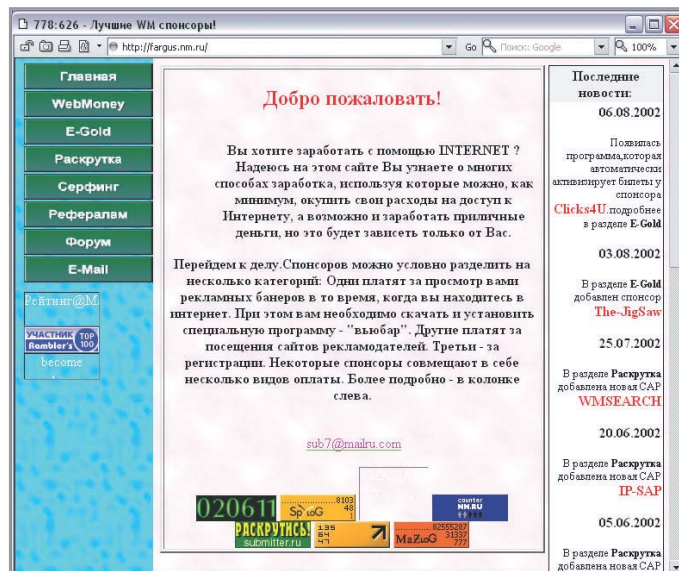 778:626 - Лучшие WM спонсоры!
http://fargus.nm.ru/
Go
Поиск: Google
100%
Главная
WebMoney
E-Gold
Раскрутка
Серфинг
Рефералам
Форум
E-Mail
Рейтинг@M
УЧАСТНИК TOP
Rambler's 100
become
Добро пожаловать!
Вы хотите заработать с помощью INTERNET ?
Надеюсь на этом сайте Вы узнаете о многих
способах заработка, используя которые можно, как
минимум, окупить свои расходы на доступ к
Интернету, а возможно и заработать приличные
деньги, но это будет зависеть только от Вас.
Перейдем к делу.Спонсоров можно условно разделить на
несколько категорий: Одни платят за просмотр вами
рекламных банеров в то время, когда вы находитесь в
интернет. При этом вам необходимо скачать и установить
специальную программу - "вьюбар". Другие платят за
посещения сайтов рекламодателей. Третьи - за
регистрации. Некоторые спонсоры совмещают в себе
несколько видов оплаты. Более подробно - в колонке
слева.
sub7@mailru.com
020611
8103
48
1
counter
NN.RU
РАСКРУТИСЬ!
submitter.ru
135
64
47
82555287
31337
777
Последние
новости:
06.08.2002
Появилась
программа,которая
автоматически
активизирует билеты у
спонсора
Clicks4U.подробнее
в разделе E-Gold
03.08.2002
В разделе E-Gold
добавлен спонсор
The-JigSaw
25.07.2002
В разделе Раскрутка
добавлена новая САР
WMSEARCH
20.06.2002
В разделе Раскрутка
добавлена новая САР
IP-SAP
05.06.2002
В разделе Раскрутка
добавлена новая САР